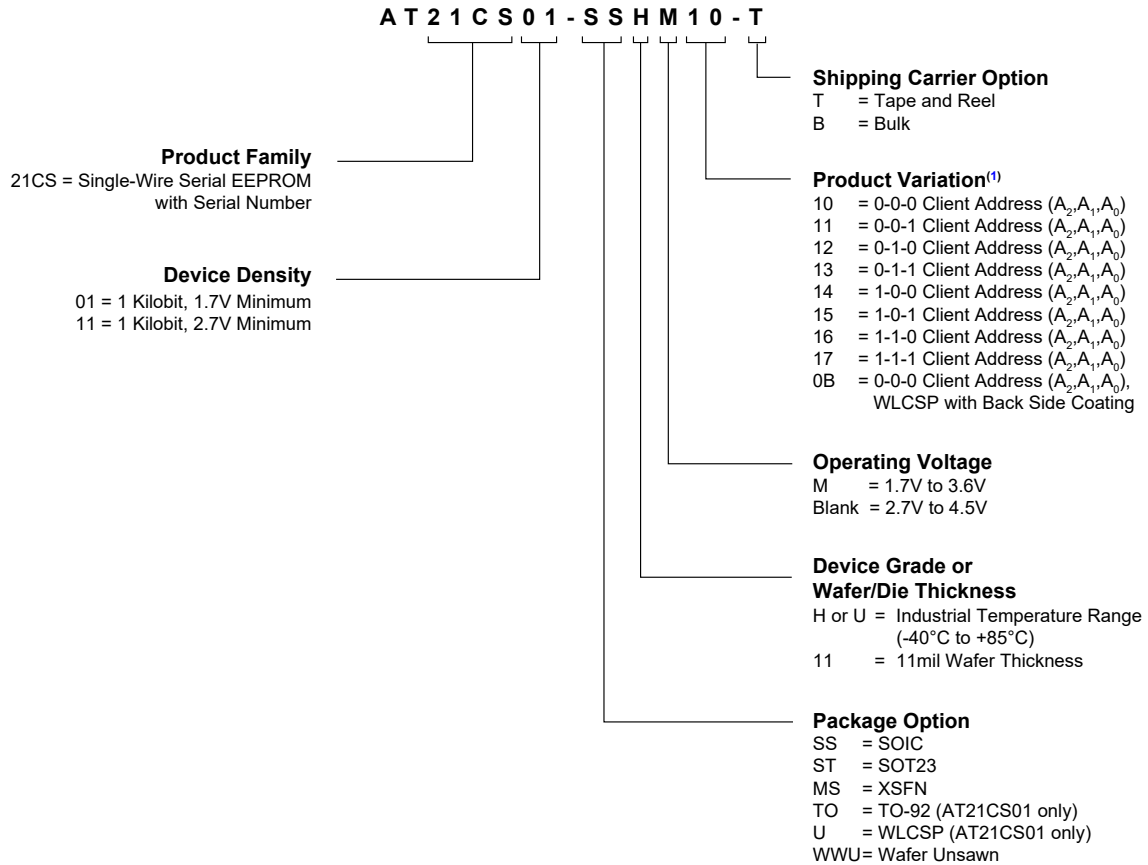 AT21CS01-SSHM10-T
Shipping Carrier Option
T = Tape and Reel
B = Bulk
Product Family
21CS = Single-Wire Serial EEPROM
with Serial Number
Device Density
01 = 1 Kilobit, 1.7V Minimum
11 = 1 Kilobit, 2.7V Minimum
Product Variation(1)
10 = 0-0-0 Client Address (A2,A1,A0)
11 = 0-0-1 Client Address (A2,A1,A0)
12 = 0-1-0 Client Address (A2,A1,A0)
13 = 0-1-1 Client Address (A2,A1,A0)
14 = 1-0-0 Client Address (A2,A1,A0)
15 = 1-0-1 Client Address (A2,A1,A0)
16 = 1-1-0 Client Address (A2,A1,A0)
17 = 1-1-1 Client Address (A2,A1,A0)
0B = 0-0-0 Client Address (A2,A1,A0),
WLCSP with Back Side Coating
Operating Voltage
M = 1.7V to 3.6V
Blank = 2.7V to 4.5V
Device Grade or
Wafer/Die Thickness
H or U = Industrial Temperature Range
(-40°C to +85°C)
11 = 11mil Wafer Thickness
Package Option
SS = SOIC
ST = SOT23
MS = XSFN
TO = TO-92 (AT21CS01 only)
U = WLCSP (AT21CS01 only)
WWU= Wafer Unsawn